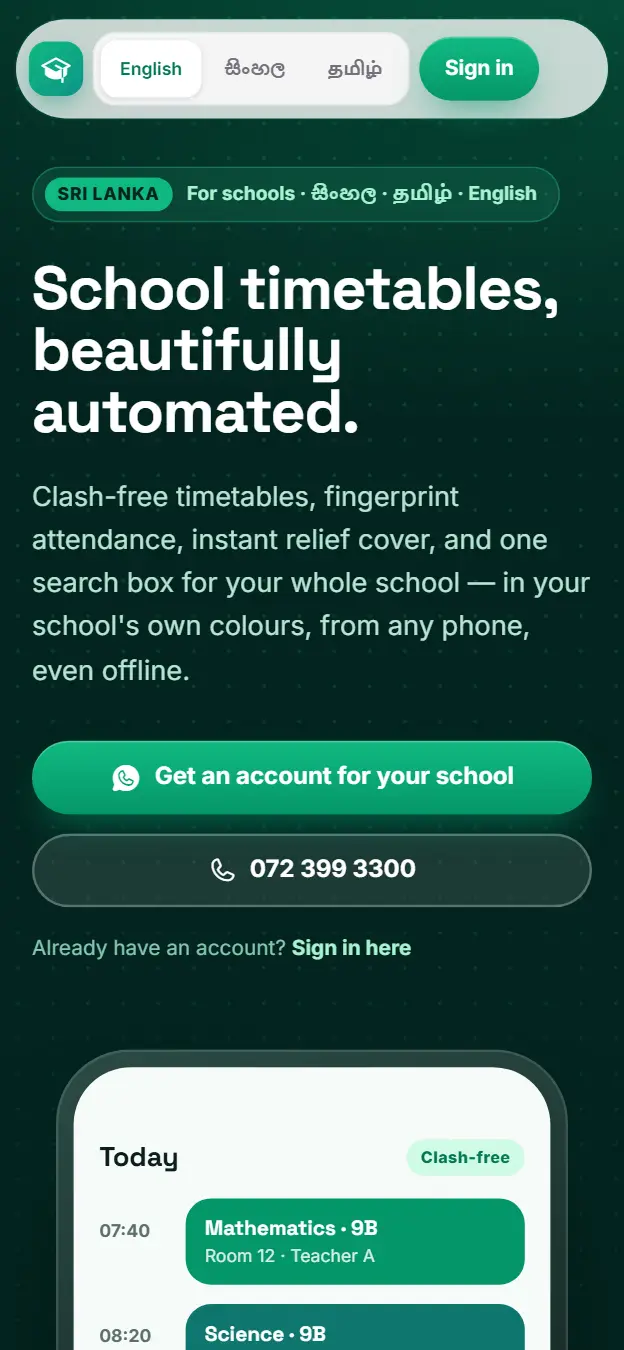 English සිංහල தமிழ் Sign in
SRI LANKA For schools · සිංහල · தமிழ் · English
School timetables,
beautifully
automated.
Clash-free timetables, fingerprint
attendance, instant relief cover, and one
search box for your whole school — in your
school's own colours, from any phone,
even offline.
Get an account for your school
072 399 3300
Already have an account? Sign in here
Today Clash-free
07:40 Mathematics · 9B
Room 12 · Teacher A
08:20 Science · 9B